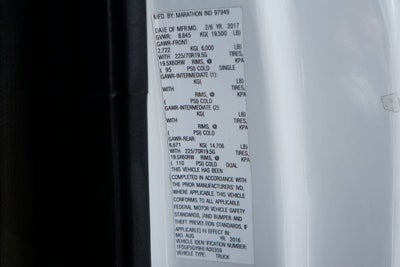 MFG. BY: MARATHON IND 97949
DATE OF MFR.MO. 2/6 YR. 2017
GVWR: 8,845 KG( 19,500 LB)
GAWR-FRONT:
2,722 KG( 6,000 LB)
WITH 225/70R19.5G TIRES,
19.5X6.0RW RIMS, @ KPA
( 95 PSI) COLD SINGLE
GAWR-INTERMEDIATE (1):
KG( LB)
WITH TIRES,
RIMS, @ KPA
( PSI) COLD
GAWR-INTERMEDIATE (2):
KG( LB)
WITH TIRES,
RIMS, @ KPA
( PSI) COLD
GAWR-REAR:
6,671 KG( 14,706 LB)
WITH 225/70R19.5G TIRES,
19.5X6.0RW RIMS, @ KPA
( 110 PSI) COLD DUAL
THIS VEHICLE HAS BEEN
COMPLETED IN ACCORDANCE WITH
THE PRIOR MANUFACTURERS' IVD,
WHERE APPLICABLE. THIS VEHICLE
CONFORMS TO ALL APPLICABLE
FEDERAL MOTOR VEHICLE SAFETY
STANDARDS, [AND BUMPER AND
THEFT PREVENTION STANDARDS,
IF APPLICABLE] IN EFFECT IN
MO. AUG YR. 2016
VEHICLE IDENTIFICATION NUMBER:
VEHICLE TYPE: TRUCK